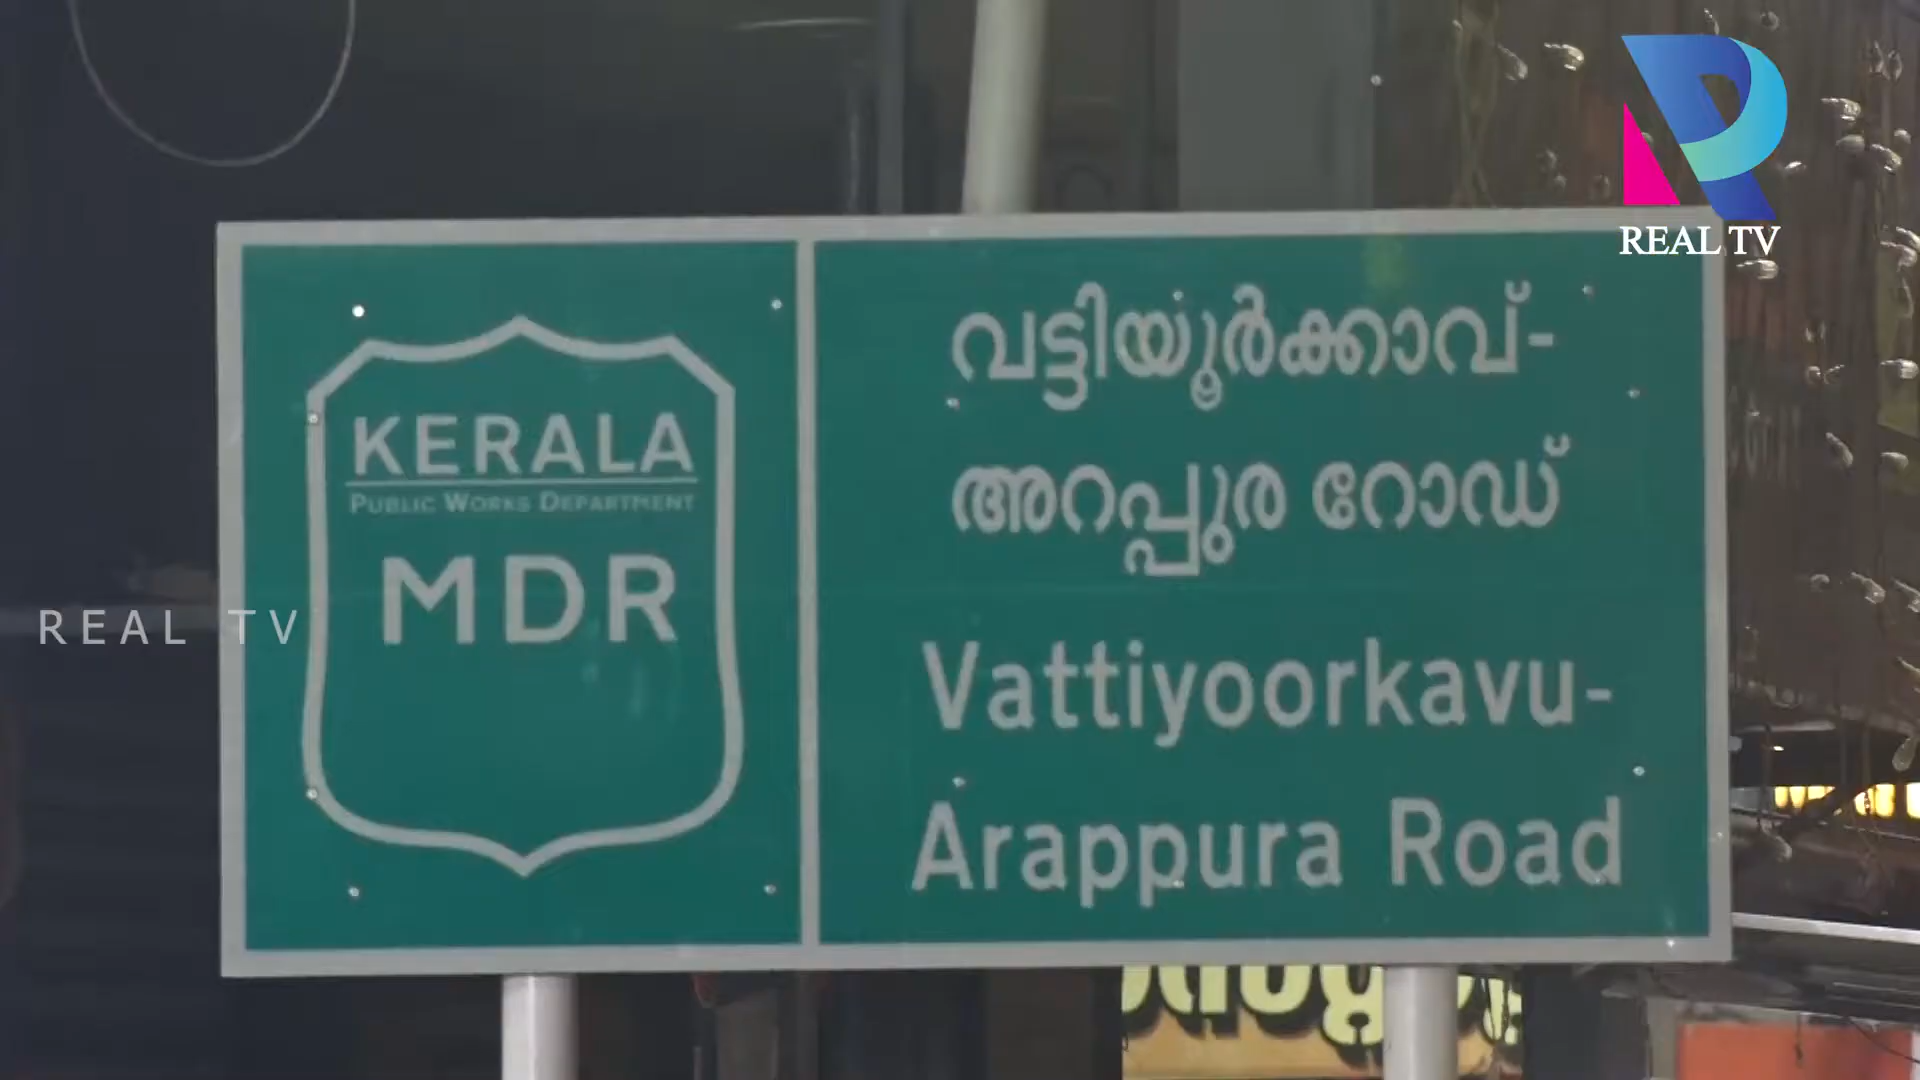 REAL TV
KERALA
PUBLIC WORKS DEPARTMENT
MDR
വട്ടിയൂർക്കാവ്-
അറപ്പുര റോഡ്
Vattiyoorkavu-
Arappura Road
REAL TV